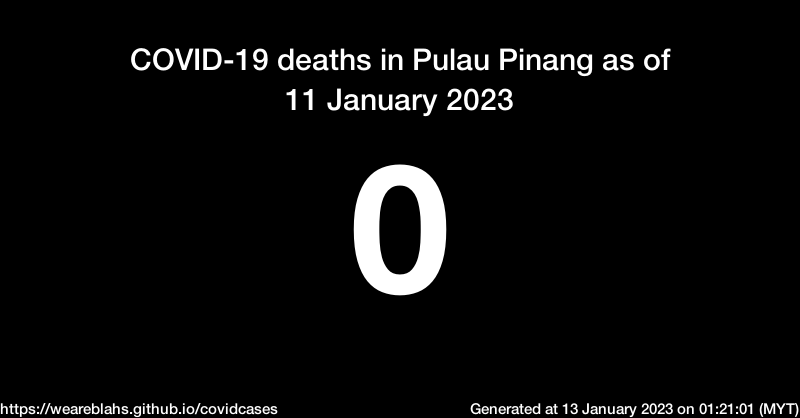 COVID-19 deaths in Pulau Pinang as of
11 January 2023
0
https://weareblahs.github.io/covidcases
Generated at 13 January 2023 on 01:21:01 (MYT)